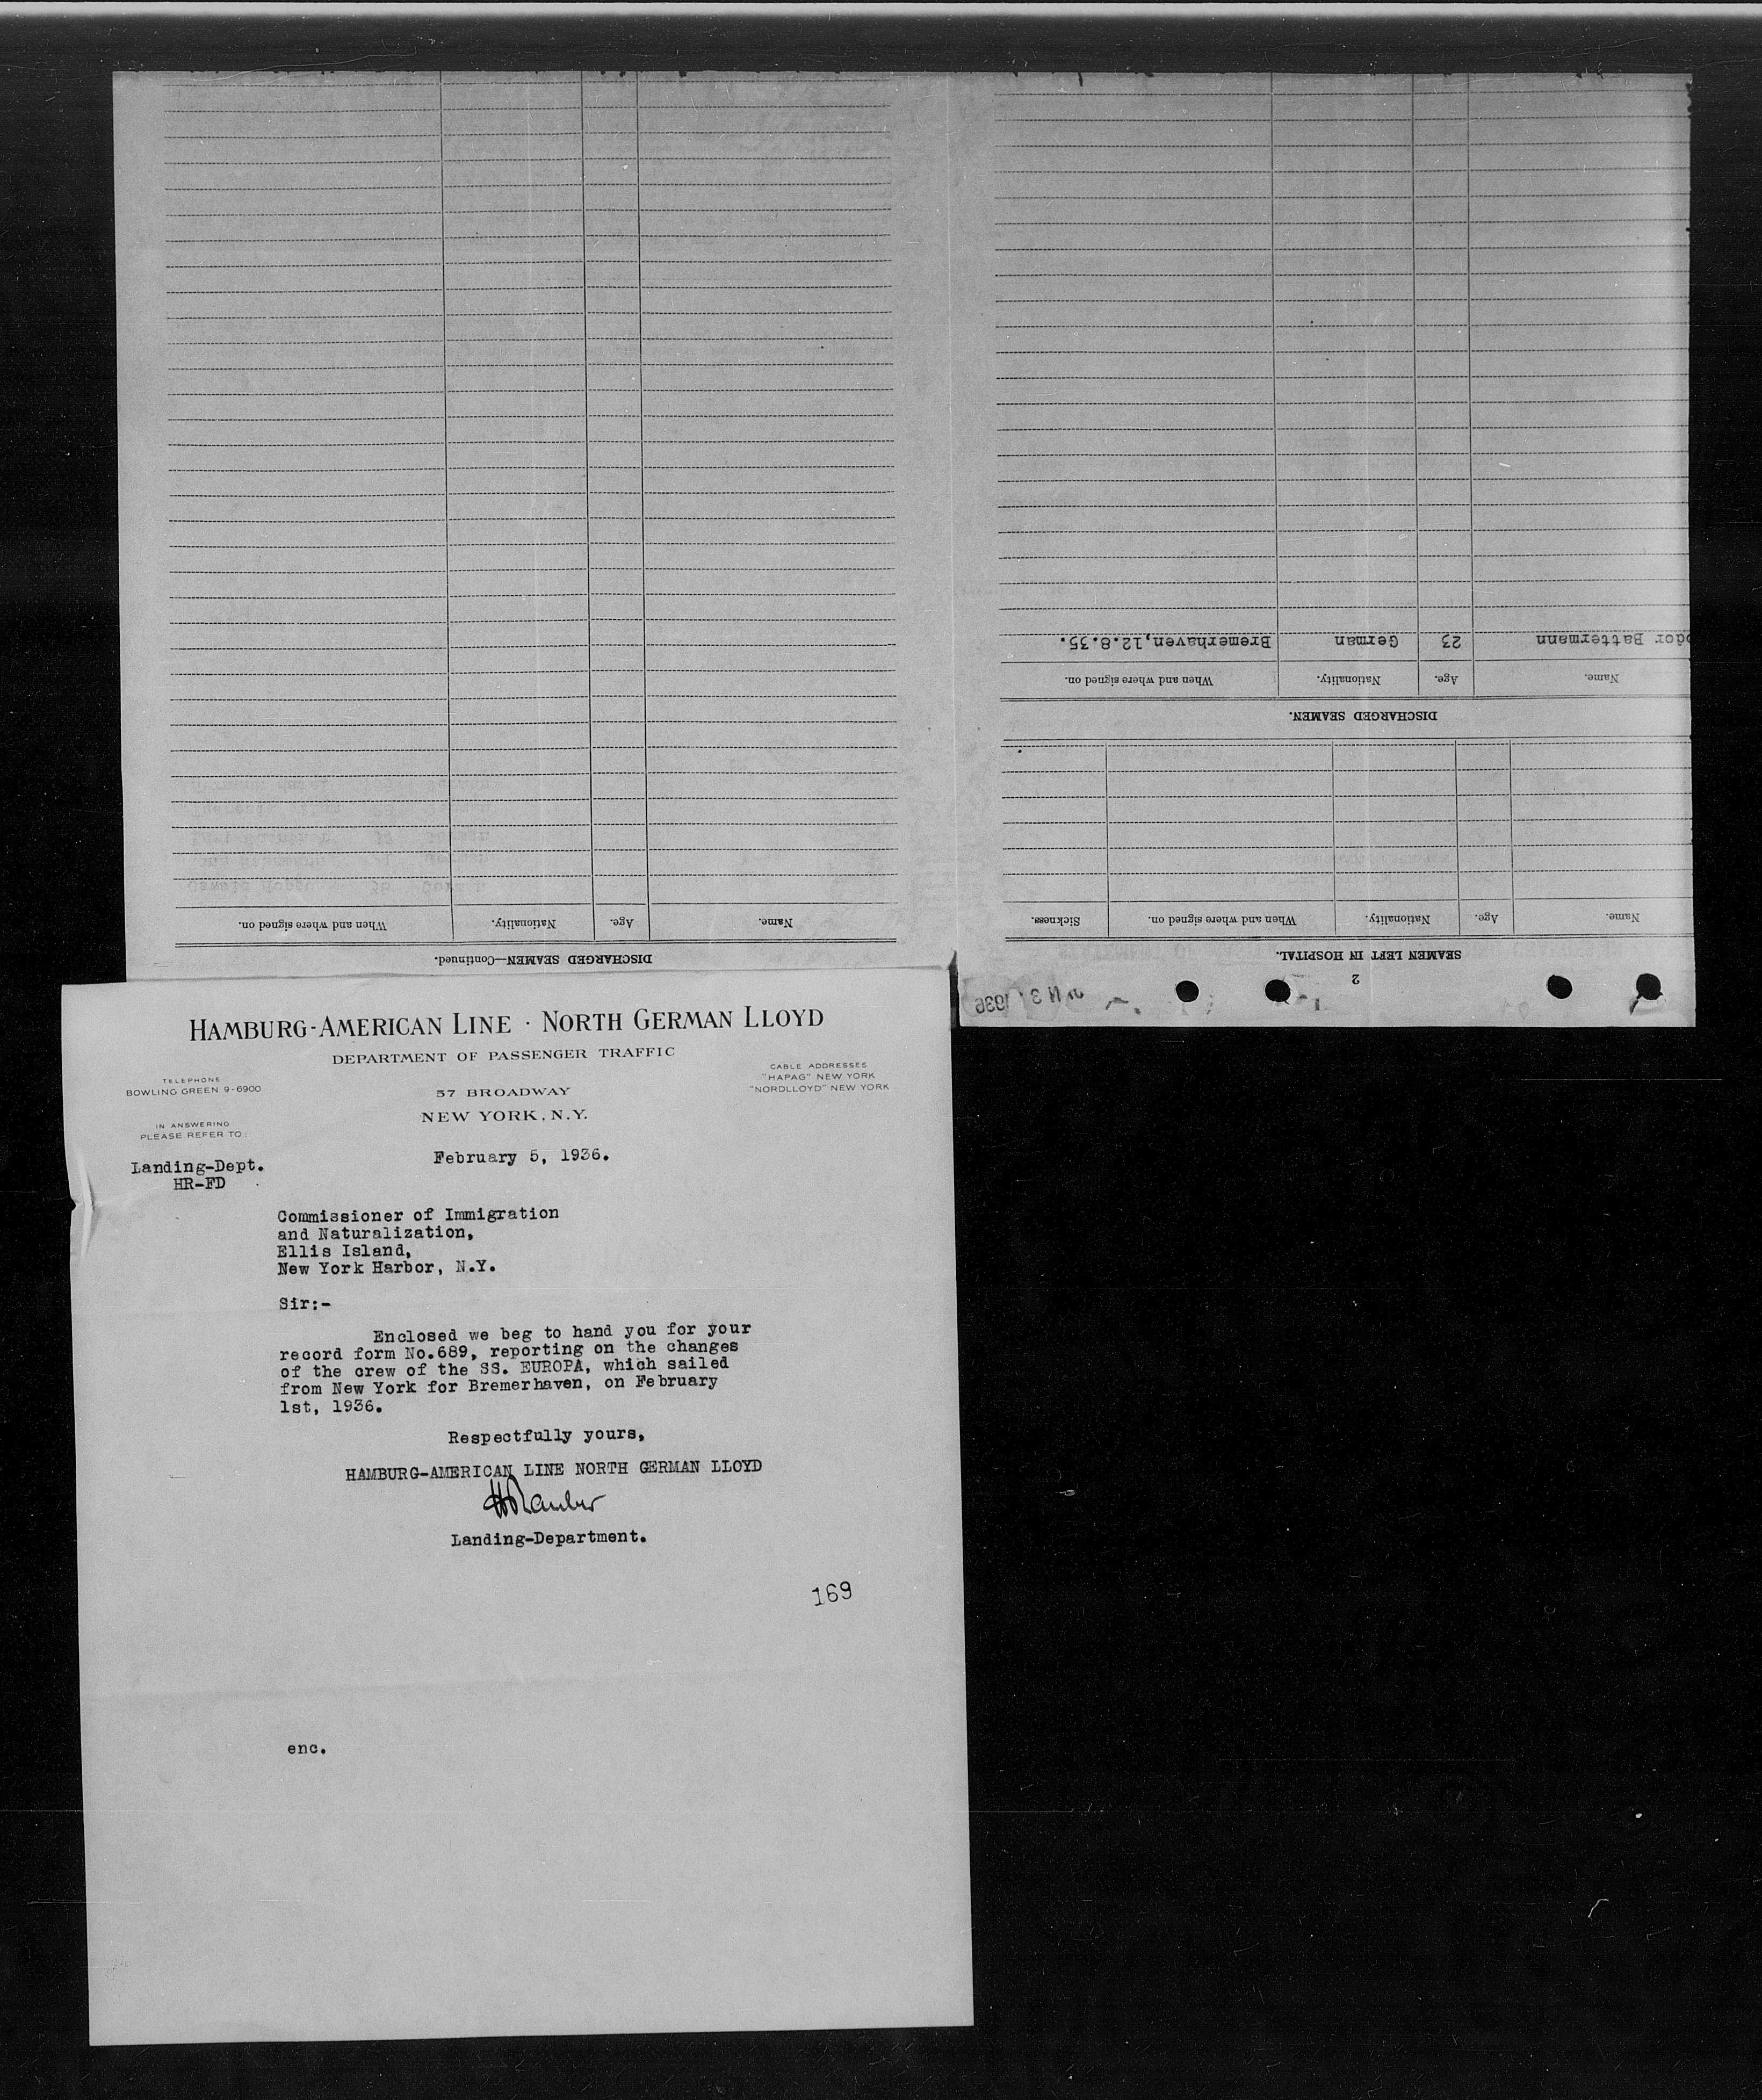 DISCHARGED SEAMEN—Continued.
Name. Age. Nationality. When and where signed on.
2
SEAMEN LEFT IN HOSPITAL.
Name. Age. Nationality. When and where signed on. Sickness.
DISCHARGED SEAMEN.
Name. Age. Nationality. When and where signed on.
Battermann 23 German Bremerhaven,12.8.35.
1936
HAMBURG-AMERICAN LINE · NORTH GERMAN LLOYD
DEPARTMENT OF PASSENGER TRAFFIC
TELEPHONE
BOWLING GREEN 9-6900
57 BROADWAY
NEW YORK, N.Y.
CABLE ADDRESSES
"HAPAG" NEW YORK
"NORDLLOYD" NEW YORK
IN ANSWERING
PLEASE REFER TO:
Landing-Dept.
HR-FD
February 5, 1936.
Commissioner of Immigration
and Naturalization,
Ellis Island,
New York Harbor, N.Y.
Sir:-
Enclosed we beg to hand you for your
record form No.689, reporting on the changes
of the crew of the SS. EUROPA, which sailed
from New York for Bremerhaven, on February
1st, 1936.
Respectfully yours,
HAMBURG-AMERICAN LINE NORTH GERMAN LLOYD
Landing-Department.
169
enc.